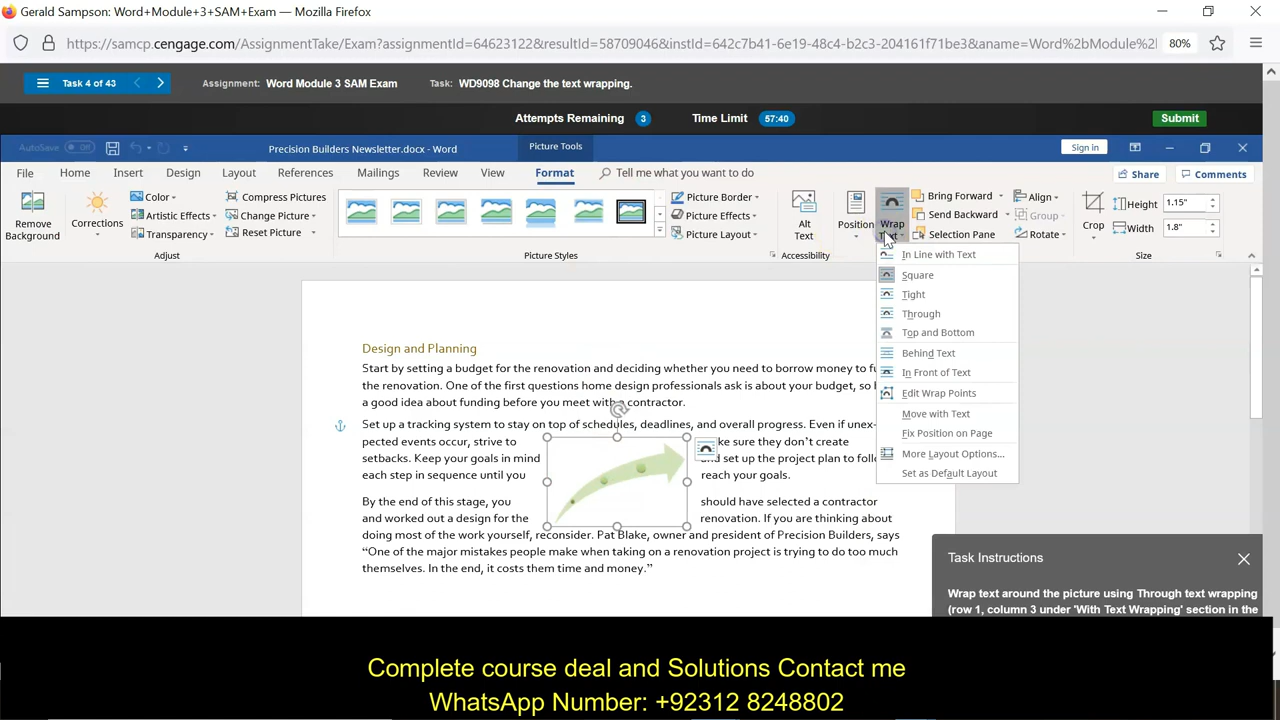 Gerald Sampson: Word+Module+3+SAM+Exam — Mozilla Firefox
https://samcp.cengage.com/AssignmentTake/Exam?assignmentId=64623122&resultId=58709046&instId=642c7b41-6e19-48c4-b2c3-204161f71be3&aname=Word%2bModule%2
80%
Task 4 of 43
Assignment: Word Module 3 SAM Exam
Task: WD9098 Change the text wrapping.
Attempts Remaining 3
Time Limit 57:40
Submit
AutoSave Off
Precision Builders Newsletter.docx - Word
Picture Tools
Sign in
File Home Insert Draw Design Layout References Mailings Review View Format Tell me what you want to do
Share Comments
Remove Background
Corrections
Color
Artistic Effects
Transparency
Compress Pictures
Change Picture
Reset Picture
Adjust
Picture Styles
Picture Border
Picture Effects
Picture Layout
Alt Text
Accessibility
Position
Wrap
Bring Forward
Send Backward
Selection Pane
Align
Group
Rotate
Crop
Height 1.15"
Width 1.8"
Size
In Line with Text
Square
Tight
Through
Top and Bottom
Behind Text
In Front of Text
Edit Wrap Points
Move with Text
Fix Position on Page
More Layout Options...
Set as Default Layout
Design and Planning
Start by setting a budget for the renovation and deciding whether you need to borrow money to
the renovation. One of the first questions home design professionals ask is about your budget, so
a good idea about funding before you meet with a contractor.
Set up a tracking system to stay on top of schedules, deadlines, and overall progress. Even if unex-
pected events occur, strive to ke sure they don’t create
setbacks. Keep your goals in mind and set up the project plan to
each step in sequence until you reach your goals.
By the end of this stage, you should have selected a contractor
and worked out a design for the renovation. If you are thinking about
doing most of the work yourself, reconsider. Pat Blake, owner and president of Precision Builders, says
“One of the major mistakes people make when taking on a renovation project is trying to do too much
themselves. In the end, it costs them time and money.”
Task Instructions
Wrap text around the picture using Through text wrapping
(row 1, column 3 under 'With Text Wrapping' section in the
Complete course deal and Solutions Contact me
WhatsApp Number: +92312 8248802